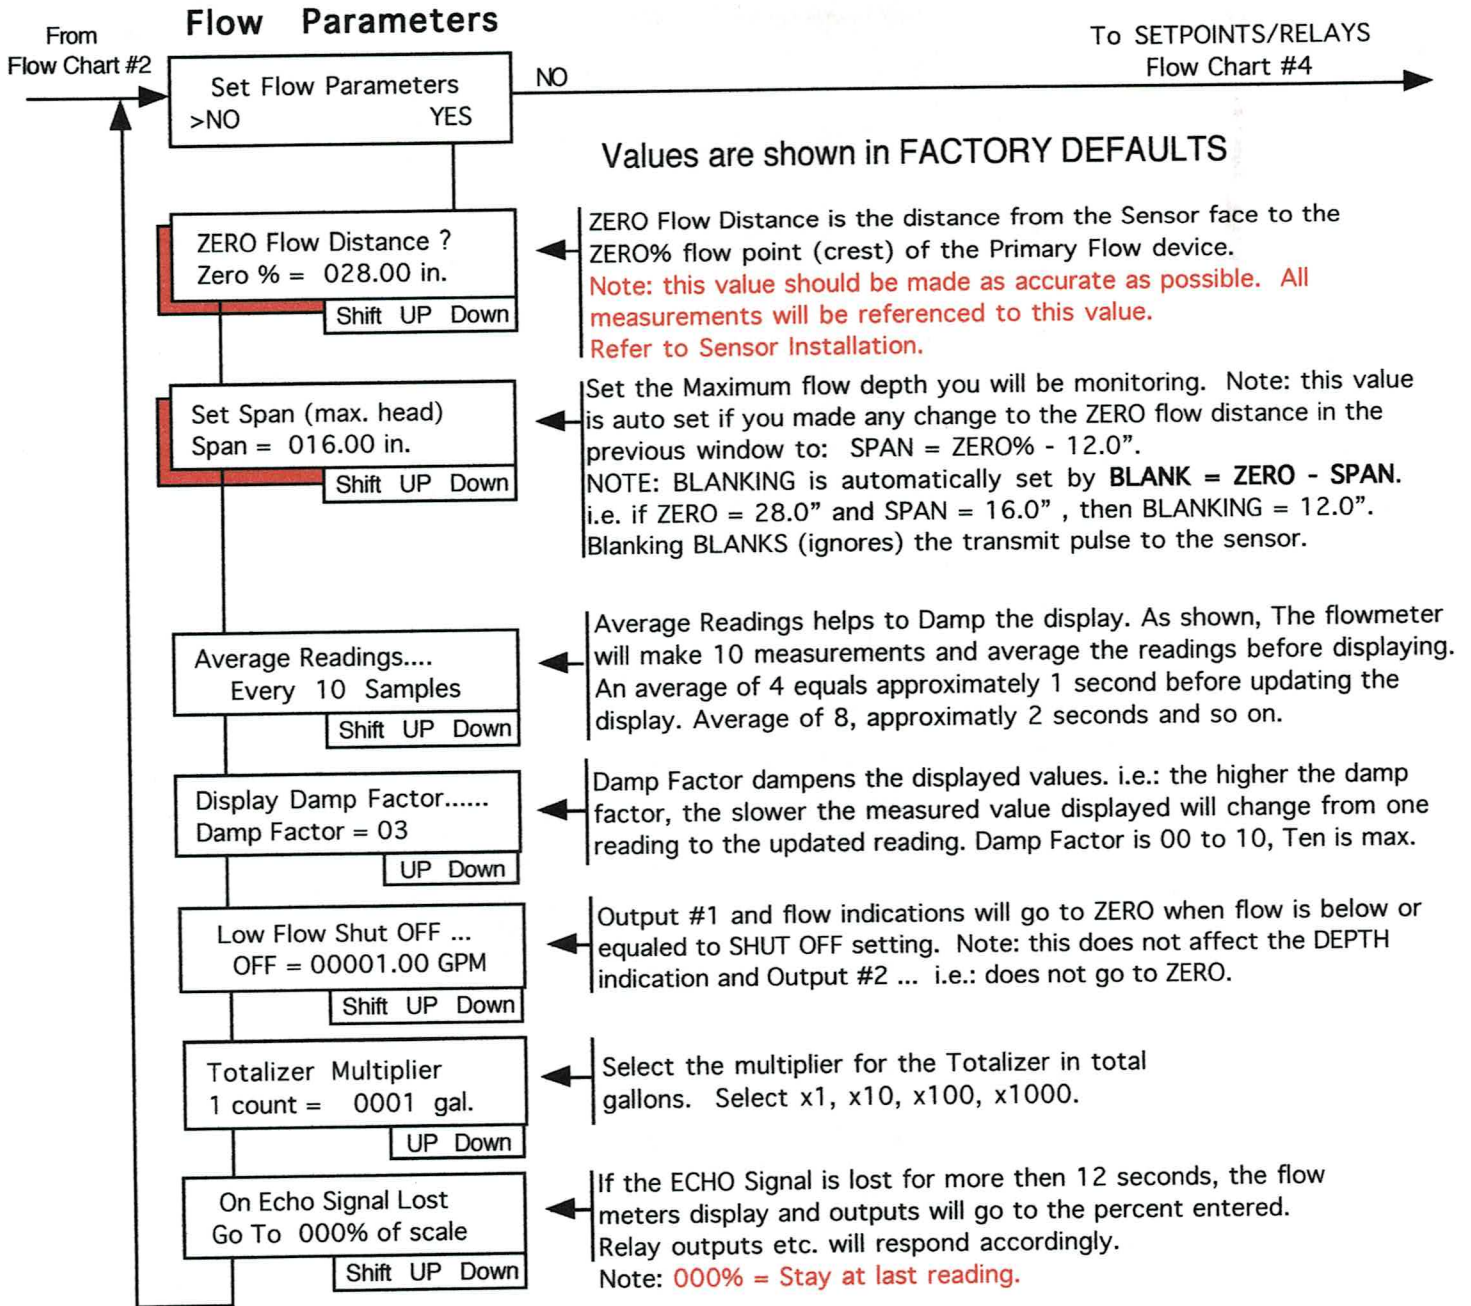 Flow Parameters
From
Flow Chart #2
To SETPOINTS/RELAYS
Flow Chart #4
Set Flow Parameters
>NO YES
NO
Values are shown in FACTORY DEFAULTS
ZERO Flow Distance ?
Zero % = 028.00 in.
Shift UP Down
ZERO Flow Distance is the distance from the Sensor face to the
ZERO% flow point (crest) of the Primary Flow device.
Note: this value should be made as accurate as possible. All
measurements will be referenced to this value.
Refer to Sensor Installation.
Set Span (max. head)
Span = 016.00 in.
Shift UP Down
Set the Maximum flow depth you will be monitoring. Note: this value
is auto set if you made any change to the ZERO flow distance in the
previous window to: SPAN = ZERO% - 12.0”.
NOTE: BLANKING is automatically set by BLANK = ZERO - SPAN.
i.e. if ZERO = 28.0” and SPAN = 16.0” , then BLANKING = 12.0”.
Blanking BLANKS (ignores) the transmit pulse to the sensor.
Average Readings....
Every 10 Samples
Shift UP Down
Average Readings helps to Damp the display. As shown, The flowmeter
will make 10 measurements and average the readings before displaying.
An average of 4 equals approximately 1 second before updating the
display. Average of 8, approximatly 2 seconds and so on.
Display Damp Factor......
Damp Factor = 03
UP Down
Damp Factor dampens the displayed values. i.e.: the higher the damp
factor, the slower the measured value displayed will change from one
reading to the updated reading. Damp Factor is 00 to 10, Ten is max.
Low Flow Shut OFF ...
OFF = 00001.00 GPM
Shift UP Down
Output #1 and flow indications will go to ZERO when flow is below or
equaled to SHUT OFF setting. Note: this does not affect the DEPTH
indication and Output #2 ... i.e.: does not go to ZERO.
Totalizer Multiplier
1 count = 0001 gal.
UP Down
Select the multiplier for the Totalizer in total
gallons. Select x1, x10, x100, x1000.
On Echo Signal Lost
Go To 000% of scale
Shift UP Down
If the ECHO Signal is lost for more then 12 seconds, the flow
meters display and outputs will go to the percent entered.
Relay outputs etc. will respond accordingly.
Note: 000% = Stay at last reading.